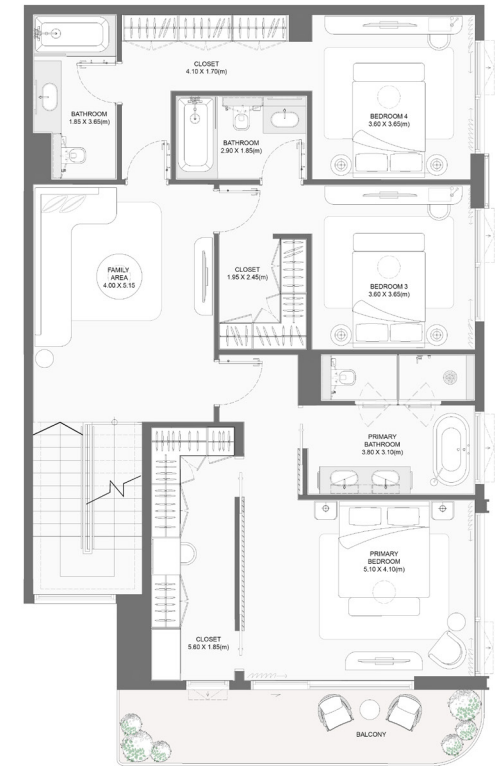 CLOSET
4.10 X 1.70(m)
BATHROOM
1.85 X 3.65(m)
BATHROOM
2.90 X 1.85(m)
BEDROOM 4
3.60 X 3.65(m)
FAMILY
AREA
4.00 X 5.15
CLOSET
1.95 X 2.45(m)
BEDROOM 3
3.60 X 3.65(m)
PRIMARY
BATHROOM
3.80 X 3.10(m)
PRIMARY
BEDROOM
5.10 X 4.10(m)
CLOSET
5.60 X 1.85(m)
BALCONY